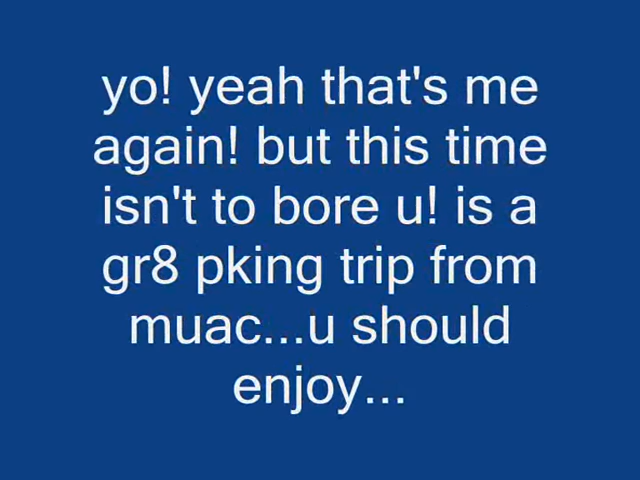 yo! yeah that's me
again! but this time
isn't to bore u! is a
gr8 pking trip from
muac...u should
enjoy...